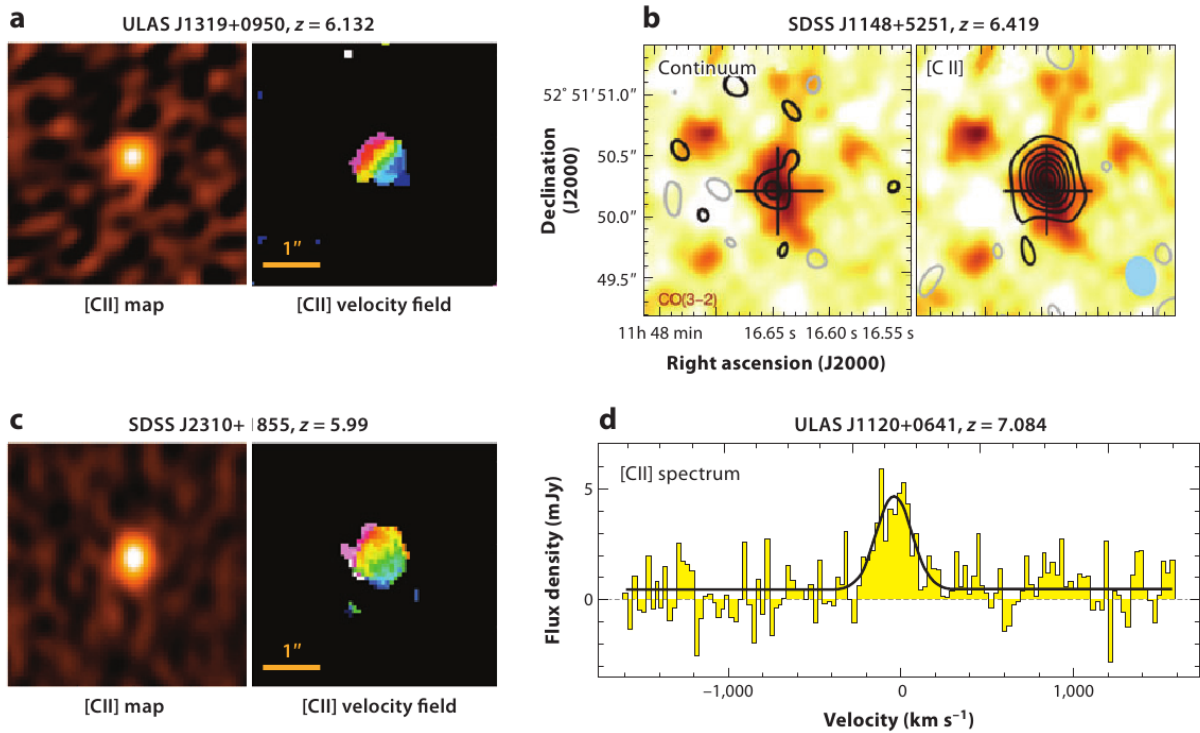 a
ULAS J1319+0950, z = 6.132
1″
[CII] map
[CII] velocity field
b
SDSS J1148+5251, z = 6.419
Continuum
[C II]
52° 51′ 51.0″
50.5″
50.0″
49.5″
Declination
(J2000)
CO(3–2)
11h 48 min
16.65 s
16.60 s
16.55 s
Right ascension (J2000)
c
SDSS J2310+1855, z = 5.99
1″
[CII] map
[CII] velocity field
d
ULAS J1120+0641, z = 7.084
[CII] spectrum
5
0
Flux density (mJy)
–1,000
0
1,000
Velocity (km s⁻¹)